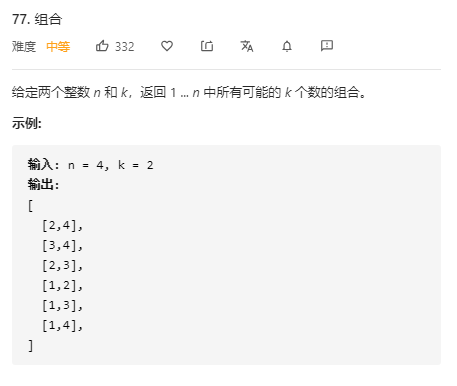 77. 组合
难度 中等 332
给定两个整数 n 和 k，返回 1 ... n 中所有可能的 k 个数的组合。
示例:
输入: n = 4, k = 2
输出:
[
  [2,4],
  [3,4],
  [2,3],
  [1,2],
  [1,3],
  [1,4],
]